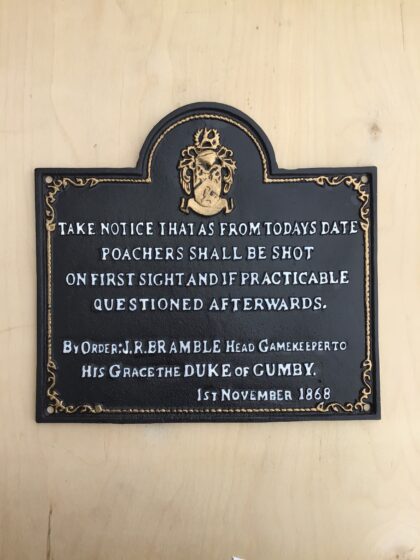 TAKE NOTICE THAT AS FROM TODAYS DATE
POACHERS SHALL BE SHOT
ON FIRST SIGHT AND IF PRACTICABLE
QUESTIONED AFTERWARDS.
BY ORDER: J.R. BRAMBLE HEAD GAMEKEEPER TO
HIS GRACE THE DUKE OF GUMBY.
1ST NOVEMBER 1868